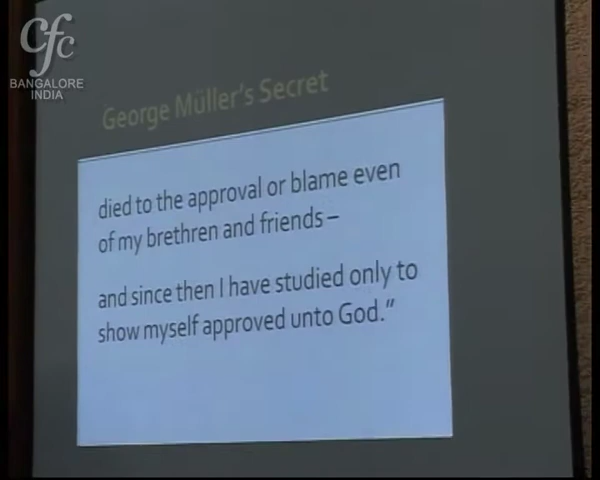 cfc
BANGALORE
INDIA
George Müller's Secret
died to the approval or blame even
of my brethren and friends –
and since then I have studied only to
show myself approved unto God.”